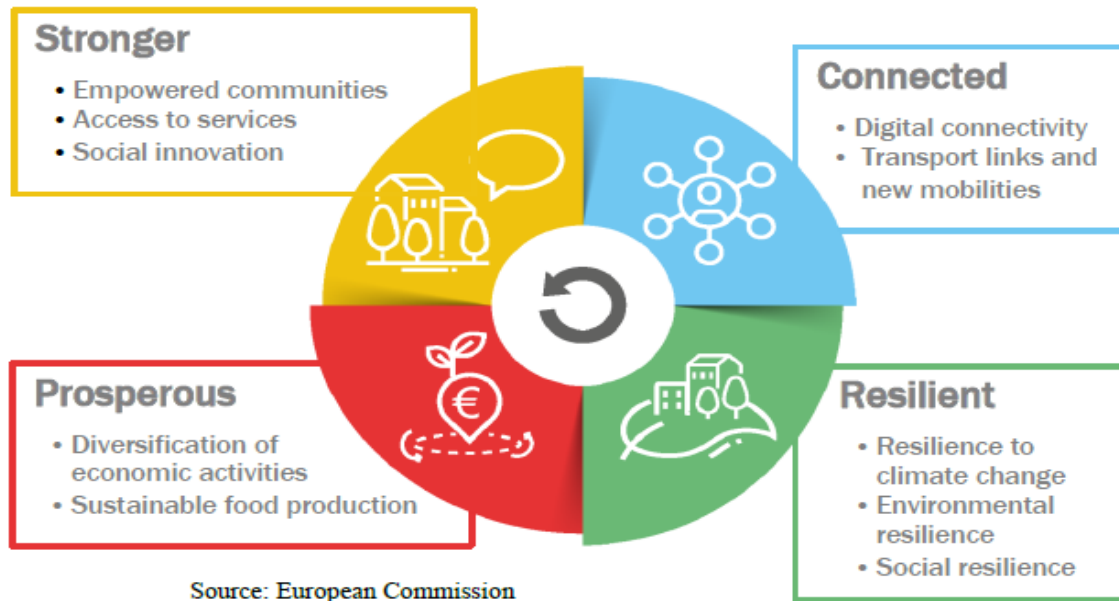 Stronger
• Empowered communities
• Access to services
• Social innovation
Connected
• Digital connectivity
• Transport links and
new mobilities
Prosperous
• Diversification of
economic activities
• Sustainable food production
€
Resilient
• Resilience to
climate change
• Environmental
resilience
• Social resilience
Source: European Commission